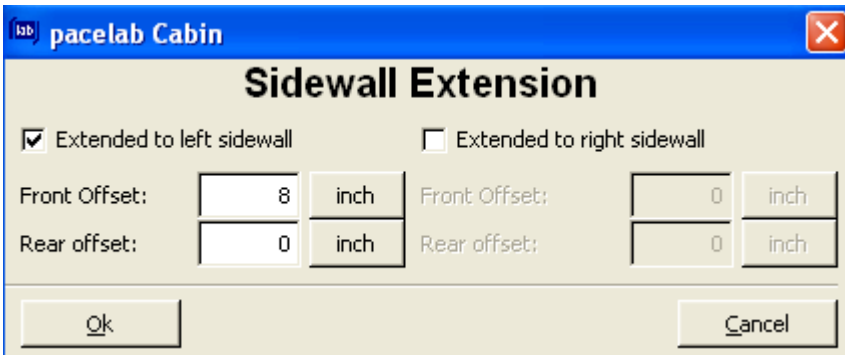 lab pacelab Cabin
Sidewall Extension
Extended to left sidewall Extended to right sidewall
Front Offset: 8 inch Front Offset: 0 inch
Rear offset: 0 inch Rear offset: 0 inch
Ok Cancel